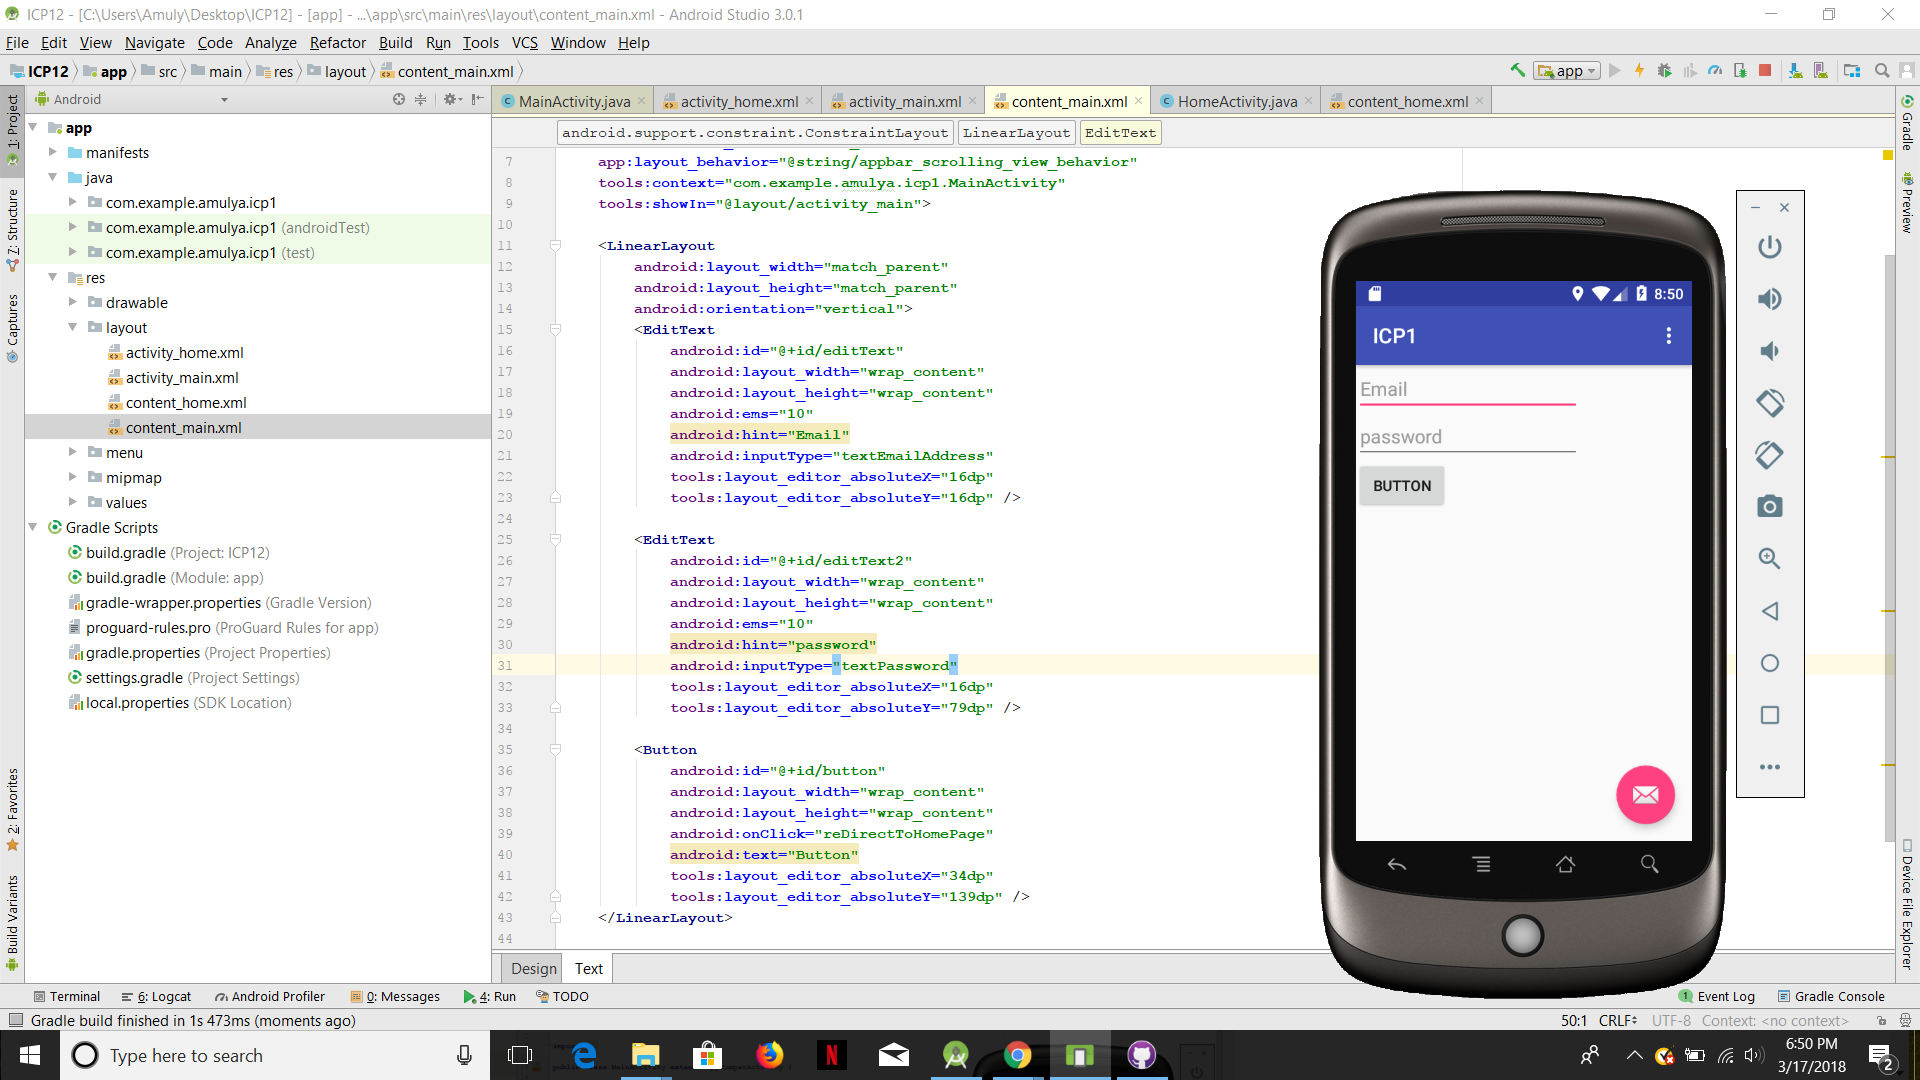 ICP12 - [C:\Users\Amuly\Desktop\ICP12] - [app] - ...\app\src\main\res\layout\content_main.xml - Android Studio 3.0.1
File Edit View Navigate Code Analyze Refactor Build Run Tools VCS Window Help
ICP12 app src main res layout content_main.xml
app
Android
MainActivity.java activity_home.xml activity_main.xml content_main.xml HomeActivity.java content_home.xml
android.support.constraint.ConstraintLayout LinearLayout EditText
1: Project
7: Structure
Captures
2: Favorites
Build Variants
app
manifests
java
com.example.amulya.icp1
com.example.amulya.icp1 (androidTest)
com.example.amulya.icp1 (test)
res
drawable
layout
activity_home.xml
activity_main.xml
content_home.xml
content_main.xml
menu
mipmap
values
Gradle Scripts
build.gradle (Project: ICP12)
build.gradle (Module: app)
gradle-wrapper.properties (Gradle Version)
proguard-rules.pro (ProGuard Rules for app)
gradle.properties (Project Properties)
settings.gradle (Project Settings)
local.properties (SDK Location)
7 app:layout_behavior="@string/appbar_scrolling_view_behavior"
8 tools:context="com.example.amulya.icp1.MainActivity"
9 tools:showIn="@layout/activity_main">
10
11 <LinearLayout
12 android:layout_width="match_parent"
13 android:layout_height="match_parent"
14 android:orientation="vertical">
15 <EditText
16 android:id="@+id/editText"
17 android:layout_width="wrap_content"
18 android:layout_height="wrap_content"
19 android:ems="10"
20 android:hint="Email"
21 android:inputType="textEmailAddress"
22 tools:layout_editor_absoluteX="16dp"
23 tools:layout_editor_absoluteY="16dp" />
24
25 <EditText
26 android:id="@+id/editText2"
27 android:layout_width="wrap_content"
28 android:layout_height="wrap_content"
29 android:ems="10"
30 android:hint="password"
31 android:inputType="textPassword"
32 tools:layout_editor_absoluteX="16dp"
33 tools:layout_editor_absoluteY="79dp" />
34
35 <Button
36 android:id="@+id/button"
37 android:layout_width="wrap_content"
38 android:layout_height="wrap_content"
39 android:onClick="reDirectToHomePage"
40 android:text="Button"
41 tools:layout_editor_absoluteX="34dp"
42 tools:layout_editor_absoluteY="139dp" />
43 </LinearLayout>
44
Design Text
8:50
ICP1
Email
password
BUTTON
Gradle
Preview
Device File Explorer
Terminal 6: Logcat Android Profiler 0: Messages 4: Run TODO
1 Event Log Gradle Console
Gradle build finished in 1s 473ms (moments ago)
50:1 CRLF UTF-8 Context: <no context>
Type here to search
N
6:50 PM
3/17/2018
2